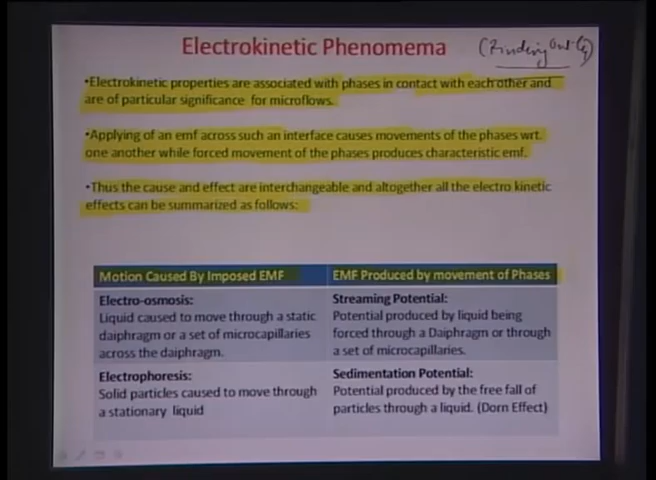 Electrokinetic Phenomema
(Finding out
•Electrokinetic properties are associated with phases in contact with each other and
are of particular significance for microflows.
•Applying of an emf across such an interface causes movements of the phases wrt.
one another while forced movement of the phases produces characteristic emf.
•Thus the cause and effect are interchangeable and altogether all the electro kinetic
effects can be summarized as follows:
Motion Caused By Imposed EMF
EMF Produced by movement of Phases
Electro-osmosis:
Liquid caused to move through a static
daiphragm or a set of microcapillaries
across the daiphragm.
Streaming Potential:
Potential produced by liquid being
forced through a Daiphragm or through
a set of microcapillaries.
Electrophoresis:
Solid particles caused to move through
a stationary liquid
Sedimentation Potential:
Potential produced by the free fall of
particles through a liquid. (Dorn Effect)